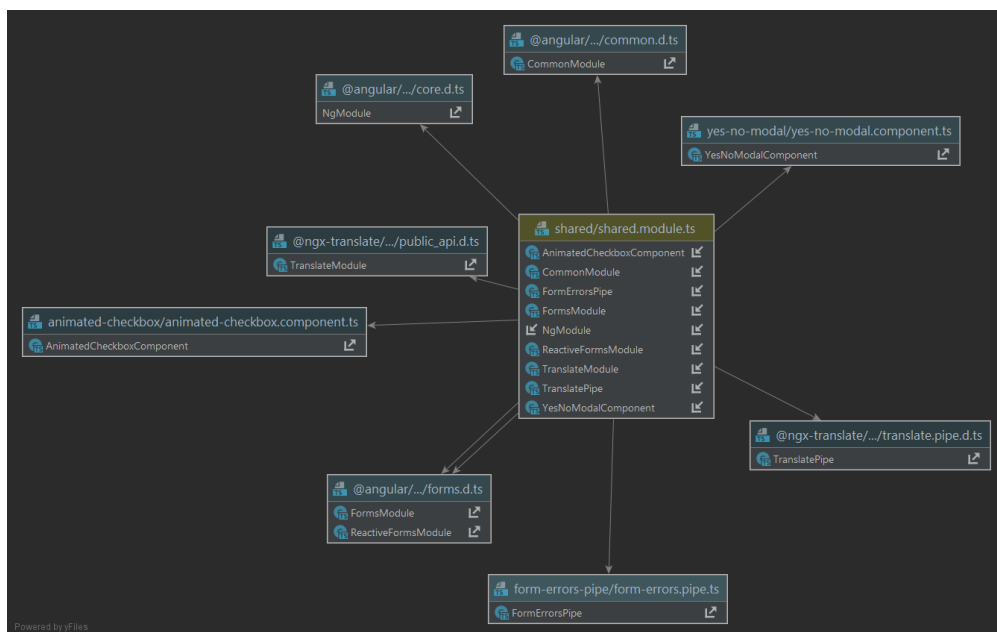 @angular/.../common.d.ts
CommonModule
@angular/.../core.d.ts
NgModule
yes-no-modal/yes-no-modal.component.ts
YesNoModalComponent
shared/shared.module.ts
AnimatedCheckboxComponent
CommonModule
FormErrorsPipe
FormsModule
NgModule
ReactiveFormsModule
TranslateModule
TranslatePipe
YesNoModalComponent
@ngx-translate/.../public_api.d.ts
TranslateModule
animated-checkbox/animated-checkbox.component.ts
AnimatedCheckboxComponent
@ngx-translate/.../translate.pipe.d.ts
TranslatePipe
@angular/.../forms.d.ts
FormsModule
ReactiveFormsModule
form-errors-pipe/form-errors.pipe.ts
FormErrorsPipe
Powered by yFiles